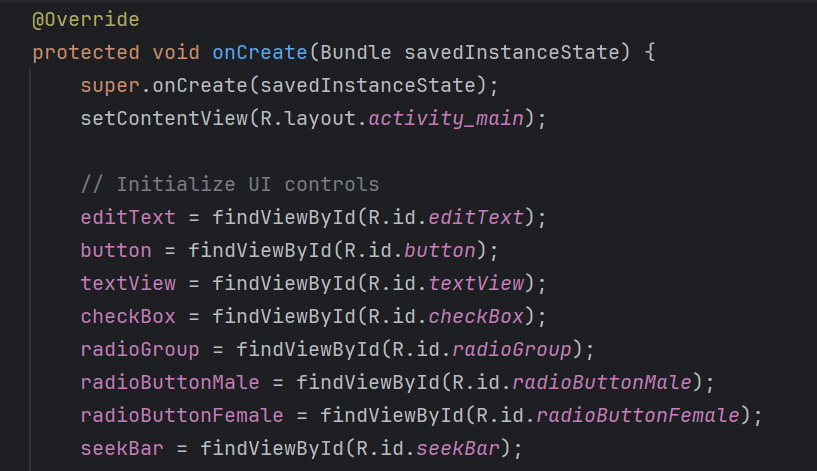 @Override
protected void onCreate(Bundle savedInstanceState) {
super.onCreate(savedInstanceState);
setContentView(R.layout.activity_main);
// Initialize UI controls
editText = findViewById(R.id.editText);
button = findViewById(R.id.button);
textView = findViewById(R.id.textView);
checkBox = findViewById(R.id.checkBox);
radioGroup = findViewById(R.id.radioGroup);
radioButtonMale = findViewById(R.id.radioButtonMale);
radioButtonFemale = findViewById(R.id.radioButtonFemale);
seekBar = findViewById(R.id.seekBar);